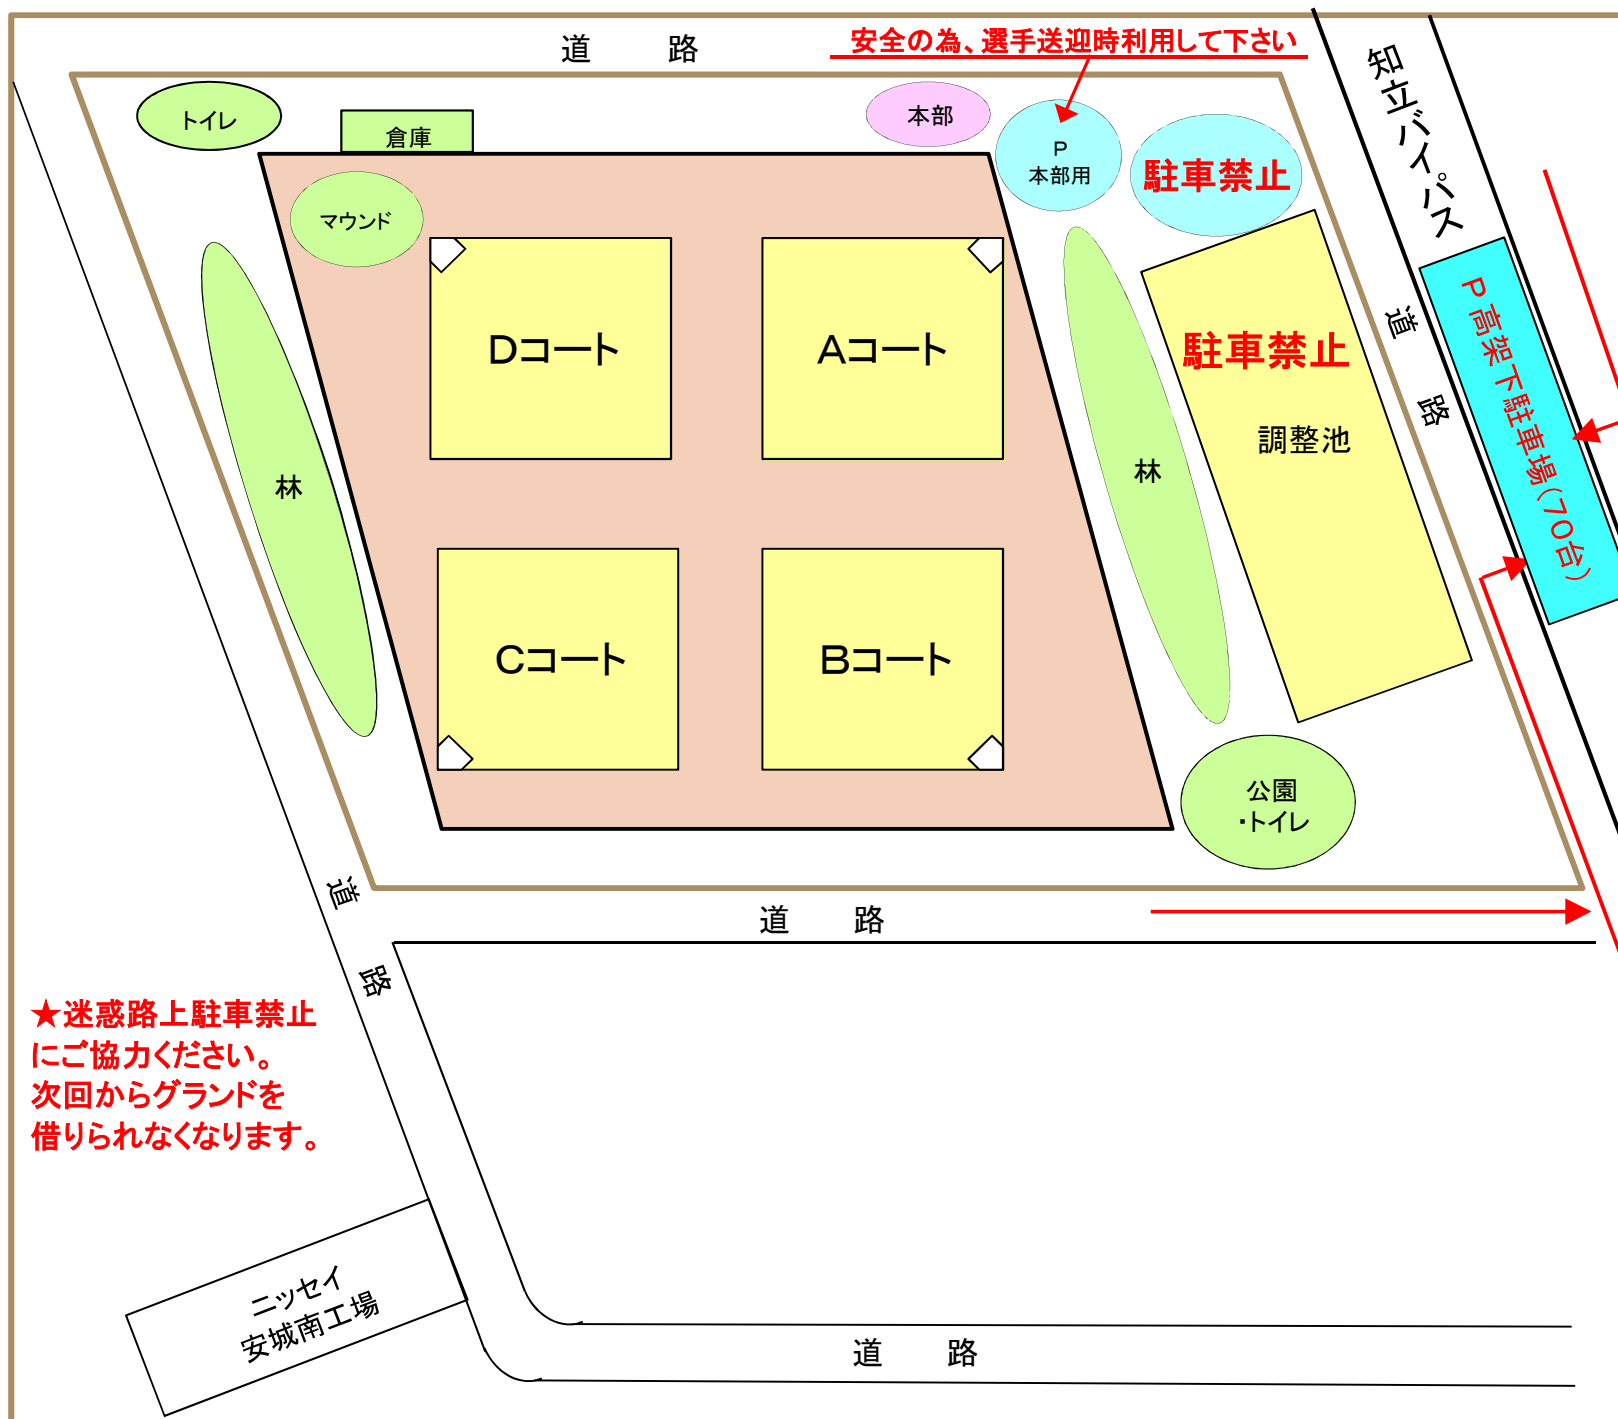 道　路
安全の為、選手送迎時利用して下さい
知立バイパス
トイレ
倉庫
本部
P
本部用
駐車禁止
マウンド
Dコート
Aコート
駐車禁止
調整池
道路
P高架下駐車場(70台)
林
林
Cコート
Bコート
公園
・トイレ
道路
道　路
★迷惑路上駐車禁止
にご協力ください。
次回からグランドを
借りられなくなります。
ニッセイ
安城南工場
道　路